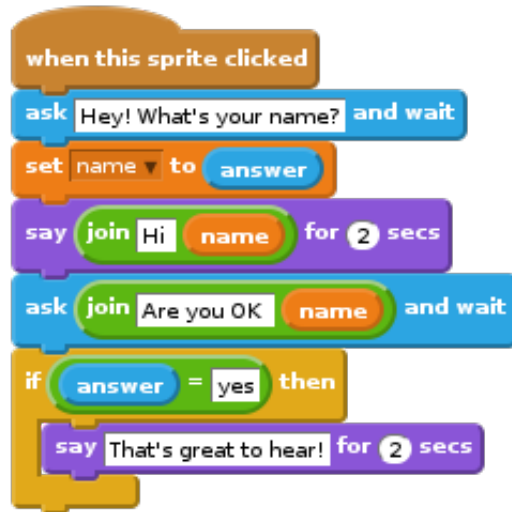 when this sprite clicked
ask Hey! What's your name? and wait
set name ▼ to answer
say join Hi name for 2 secs
ask join Are you OK name and wait
if answer = yes then
say That's great to hear! for 2 secs